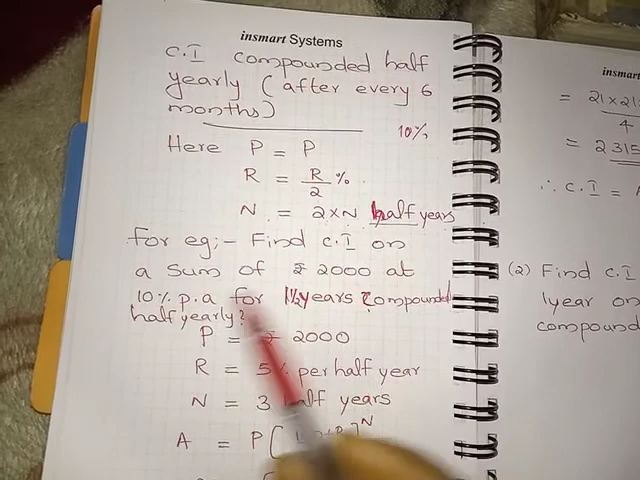 insmart Systems
C.I compounded half
yearly (after every 6
months)
10%
Here P = P
R = R/2 %
N = 2×N half years
for eg:- Find C.I on
a sum of ₹ 2000 at
10% p.a for 1½years compounded
half yearly?
P = ₹ 2000
R = 5% per half year
N = 3 half years
A = P[
N
insmart
= 21×21
4
= 2315
∴ C.I = A
(2) Find C.I
1year on
compound